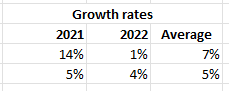 Growth rates
2021 2022 Average
14% 1% 7%
5% 4% 5%